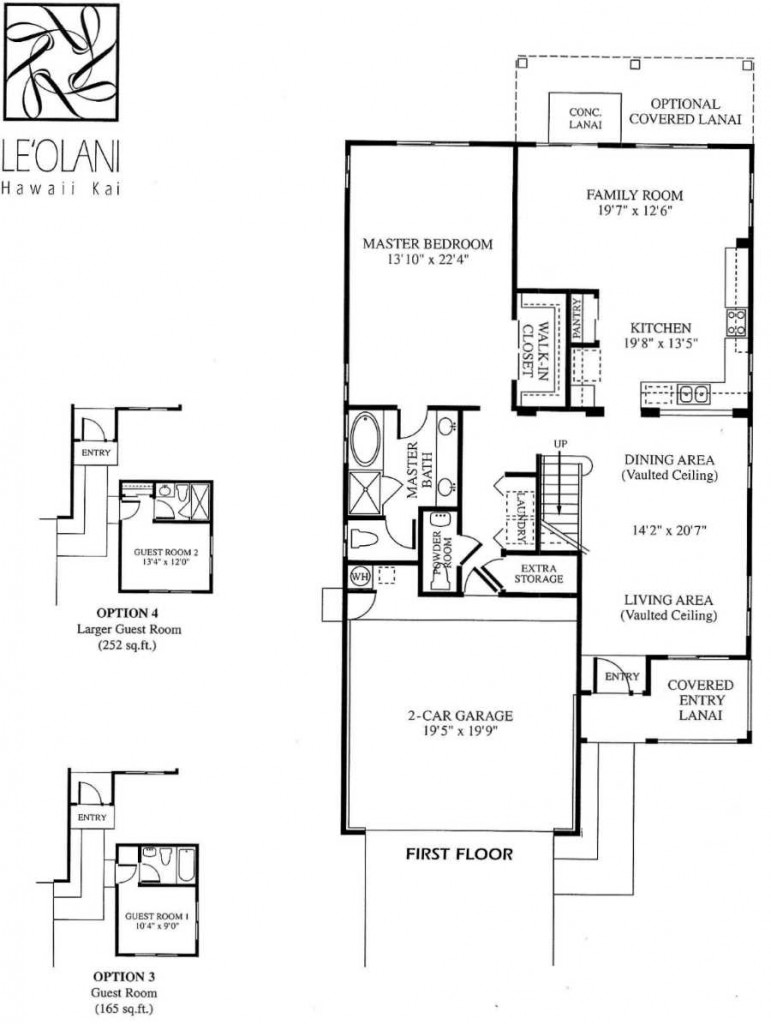 LE'OLANI
Hawaii Kai
CONC.
LANAI
OPTIONAL
COVERED LANAI
FAMILY ROOM
19'7" x 12'6"
MASTER BEDROOM
13'10" x 22'4"
WALK-IN
CLOSET
PANTRY
KITCHEN
19'8" x 13'5"
MASTER
BATH
UP
DINING AREA
(Vaulted Ceiling)
14'2" x 20'7"
LAUNDRY
POWDER
ROOM
EXTRA
STORAGE
WH
LIVING AREA
(Vaulted Ceiling)
ENTRY
COVERED
ENTRY
LANAI
2-CAR GARAGE
19'5" x 19'9"
FIRST FLOOR
ENTRY
GUEST ROOM 2
13'4" x 12'0"
OPTION 4
Larger Guest Room
(252 sq.ft.)
ENTRY
GUEST ROOM 1
10'4" x 9'0"
OPTION 3
Guest Room
(165 sq.ft.)